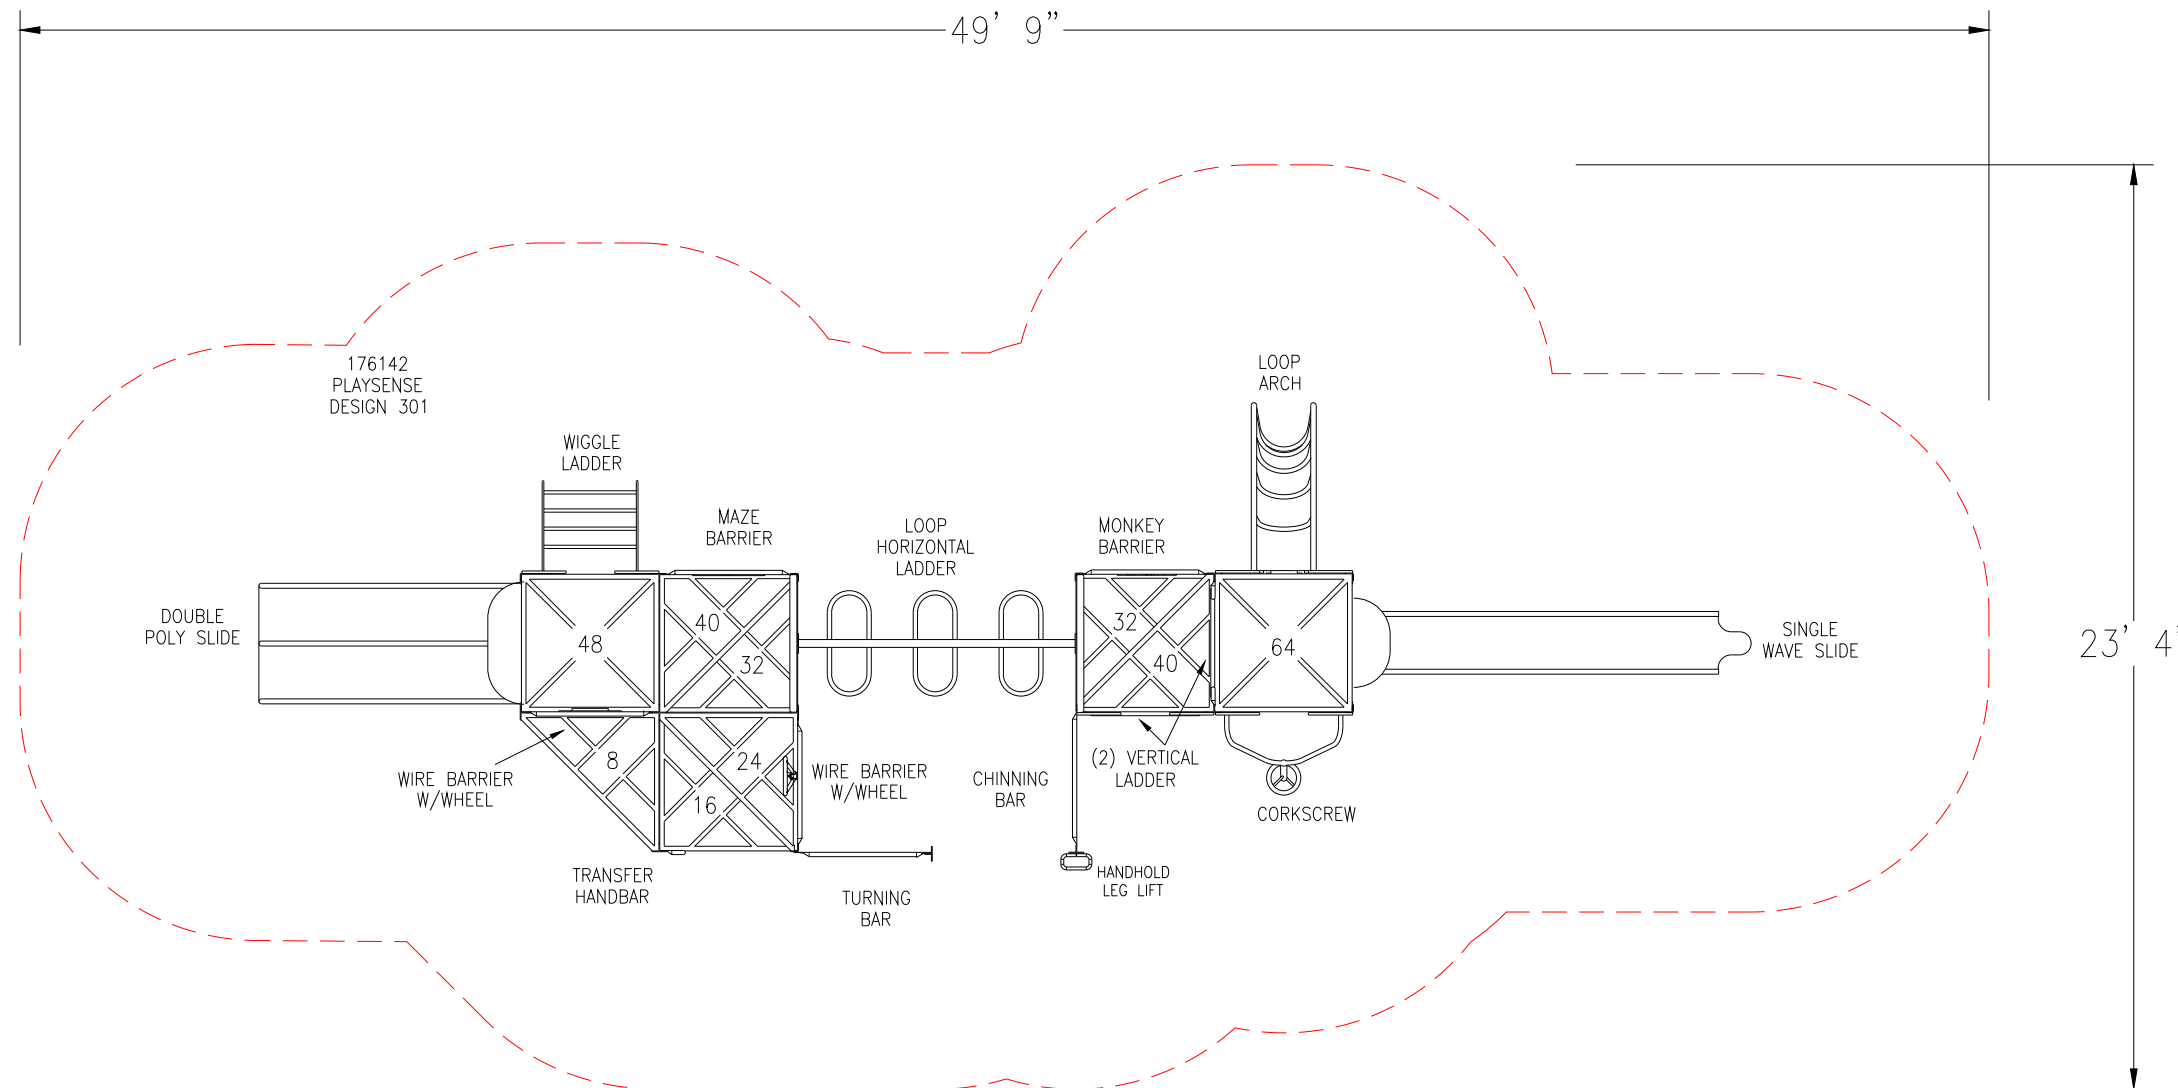 49' 9"
176142
PLAYSENSE
DESIGN 301
LOOP
ARCH
WIGGLE
LADDER
MAZE
BARRIER
LOOP
HORIZONTAL
LADDER
MONKEY
BARRIER
DOUBLE
POLY SLIDE
48
40
32
32
40
64
SINGLE
WAVE SLIDE
23' 4
8
24
16
WIRE BARRIER
W/WHEEL
WIRE BARRIER
W/WHEEL
CHINNING
BAR
(2) VERTICAL
LADDER
CORKSCREW
TRANSFER
HANDBAR
TURNING
BAR
HANDHOLD
LEG LIFT